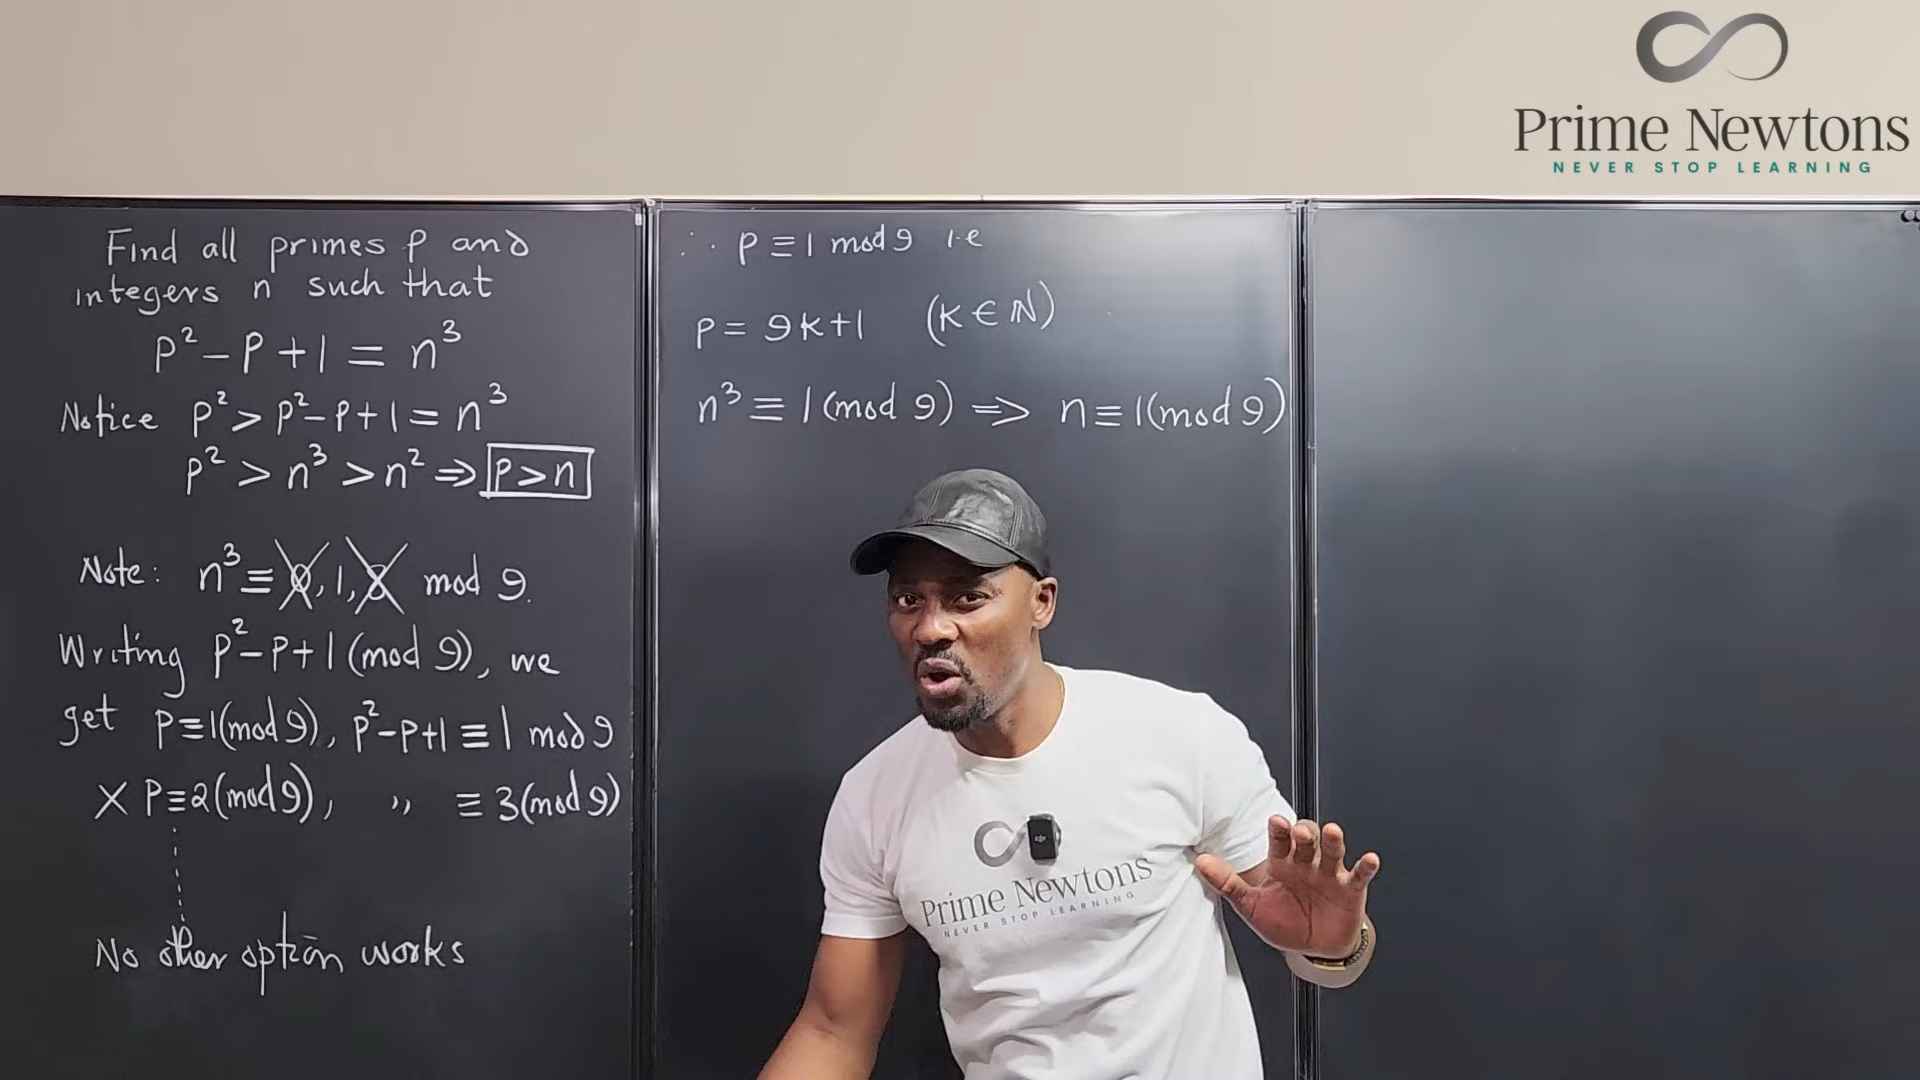 Prime Newtons
NEVER STOP LEARNING
Find all primes p and
integers n such that
p² – p + 1 = n³
Notice p² > p² – p + 1 = n³
p² > n³ > n² ⇒ p > n
Note: n³ ≡ 0, 1, 8 mod 9.
Writing p² – p + 1 (mod 9), we
get p ≡ 1(mod 9), p² – p + 1 ≡ 1 mod 9
X p ≡ 2(mod 9), ,, ≡ 3(mod 9)
No other option works
∴ p ≡ 1 mod 9 i.e
p = 9k+1 (k ∈ ℕ)
n³ ≡ 1 (mod 9) ⇒ n ≡ 1(mod 9)
Prime Newtons
NEVER STOP LEARNING